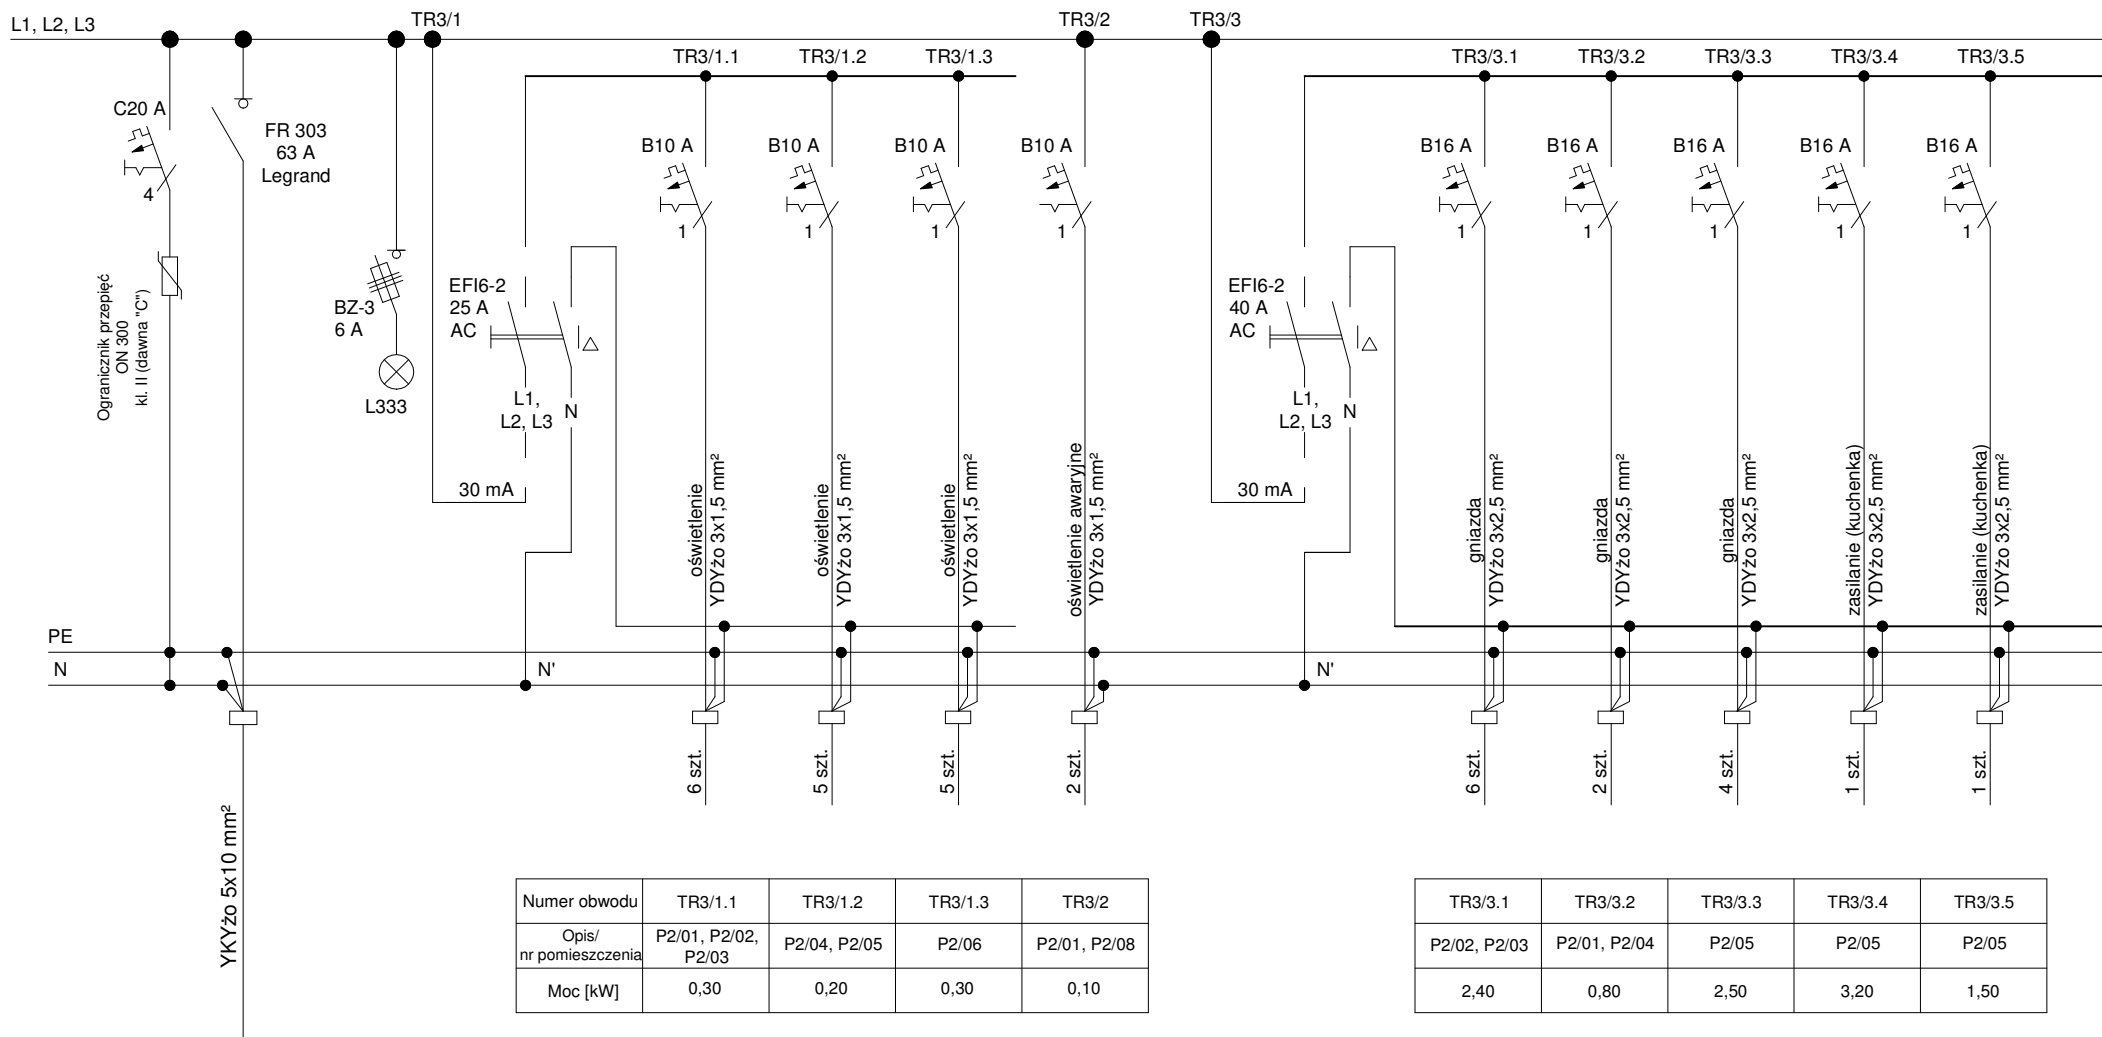 L1, L2, L3
TR3/1
TR3/2
TR3/3
TR3/1.1
TR3/1.2
TR3/1.3
TR3/3.1
TR3/3.2
TR3/3.3
TR3/3.4
TR3/3.5
C20 A
4
FR 303
63 A
Legrand
B10 A
1
B10 A
1
B10 A
1
B10 A
1
B16 A
1
B16 A
1
B16 A
1
B16 A
1
B16 A
1
Ogranicznik przepięć
ON 300
kl. II (dawna "C")
BZ-3
6 A
L333
EFI6-2
25 A
AC
L1,
L2, L3
N
30 mA
EFI6-2
40 A
AC
L1,
L2, L3
N
30 mA
oświetlenie
YDYżo 3x1,5 mm²
oświetlenie
YDYżo 3x1,5 mm²
oświetlenie
YDYżo 3x1,5 mm²
oświetlenie awaryjne
YDYżo 3x1,5 mm²
gniazda
YDYżo 3x2,5 mm²
gniazda
YDYżo 3x2,5 mm²
gniazda
YDYżo 3x2,5 mm²
zasilanie (kuchenka)
YDYżo 3x2,5 mm²
zasilanie (kuchenka)
YDYżo 3x2,5 mm²
PE
N
N'
N'
6 szt.
5 szt.
5 szt.
2 szt.
6 szt.
2 szt.
4 szt.
1 szt.
1 szt.
YKYżo 5x10 mm²
Numer obwodu TR3/1.1 TR3/1.2 TR3/1.3 TR3/2
Opis/
nr pomieszczenia P2/01, P2/02,
P2/03 P2/04, P2/05 P2/06 P2/01, P2/08
Moc [kW] 0,30 0,20 0,30 0,10
TR3/3.1 TR3/3.2 TR3/3.3 TR3/3.4 TR3/3.5
P2/02, P2/03 P2/01, P2/04 P2/05 P2/05 P2/05
2,40 0,80 2,50 3,20 1,50